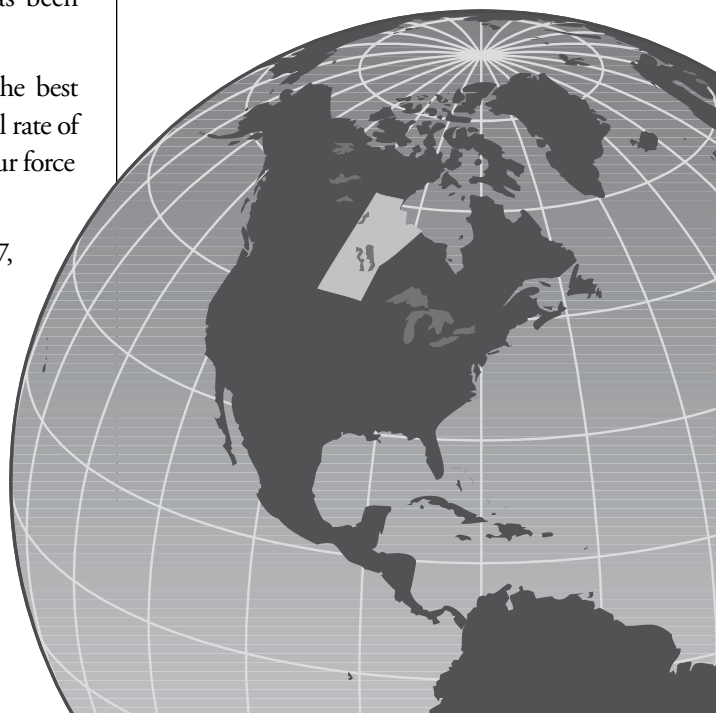 as been
he best
l rate of
ur force
7,